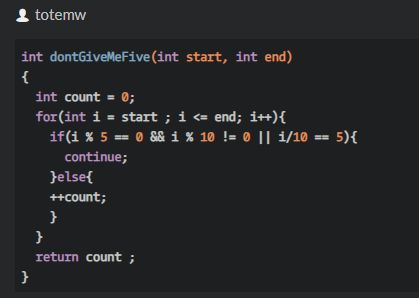 totemw
int dontGiveMeFive(int start, int end)
{
  int count = 0;
  for(int i = start ; i <= end; i++){
    if(i % 5 == 0 && i % 10 != 0 || i/10 == 5){
      continue;
    }else{
    ++count;
    }
  }
  return count ;
}